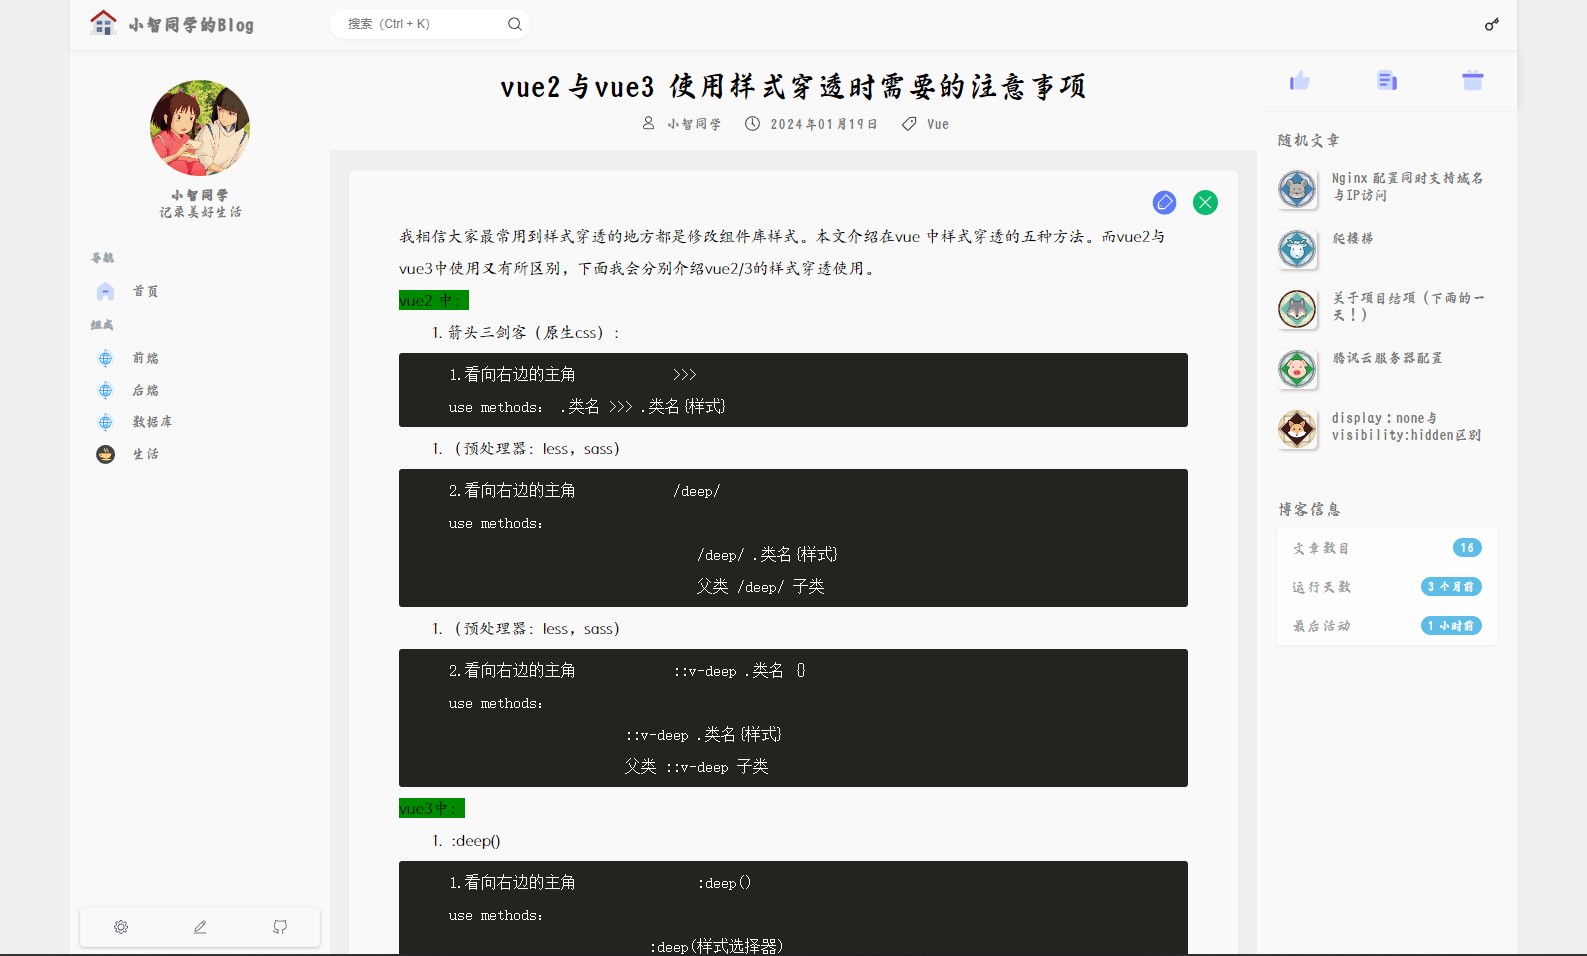 小智同学的Blog
搜索（Ctrl + K）
小智同学
记录美好生活
导航
首页
组成
前端
后端
数据库
生活
vue2与vue3 使用样式穿透时需要的注意事项
小智同学 2024年01月19日 Vue
我相信大家最常用到样式穿透的地方都是修改组件库样式。本文介绍在vue 中样式穿透的五种方法。而vue2与
vue3中使用又有所区别，下面我会分别介绍vue2/3的样式穿透使用。
vue2 中：
1. 箭头三剑客（原生css）:
1.看向右边的主角 >>>
use methods: .类名 >>> .类名{样式}
1. （预处理器：less，sass）
2.看向右边的主角 /deep/
use methods:
/deep/ .类名{样式}
父类 /deep/ 子类
1. （预处理器：less，sass）
2.看向右边的主角 ::v-deep .类名 {}
use methods:
::v-deep .类名{样式}
父类 ::v-deep 子类
vue3中：
1. :deep()
1.看向右边的主角 :deep()
use methods:
:deep(样式选择器)
随机文章
Nginx 配置同时支持域名
与IP访问
爬楼梯
关于项目结项（下雨的一
天！）
腾讯云服务器配置
display：none与
visibility:hidden区别
博客信息
文章数目 16
运行天数 3 个月前
最后活动 1 小时前